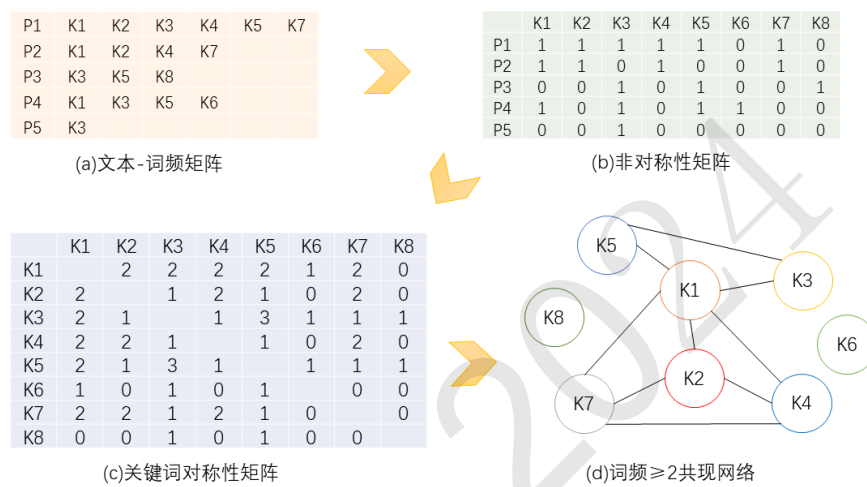 P1 K1 K2 K3 K4 K5 K7
P2 K1 K2 K4 K7
P3 K3 K5 K8
P4 K1 K3 K5 K6
P5 K3
(a)文本-词频矩阵
K1 K2 K3 K4 K5 K6 K7 K8
P1 1 1 1 1 1 0 1 0
P2 1 1 0 1 0 0 1 0
P3 0 0 1 0 1 0 0 1
P4 1 0 1 0 1 1 0 0
P5 0 0 1 0 0 0 0 0
(b)非对称性矩阵
K1 K2 K3 K4 K5 K6 K7 K8
K1 2 2 2 2 1 2 0
K2 2 1 2 1 0 2 0
K3 2 1 1 3 1 1 1
K4 2 2 1 1 0 2 0
K5 2 1 3 1 1 1 1
K6 1 0 1 0 1 0 0
K7 2 2 1 2 1 0 0
K8 0 0 1 0 1 0 0
(c)关键词对称性矩阵
K5
K3
K1
K8
K6
K2
K7
K4
(d)词频≥2共现网络
2024